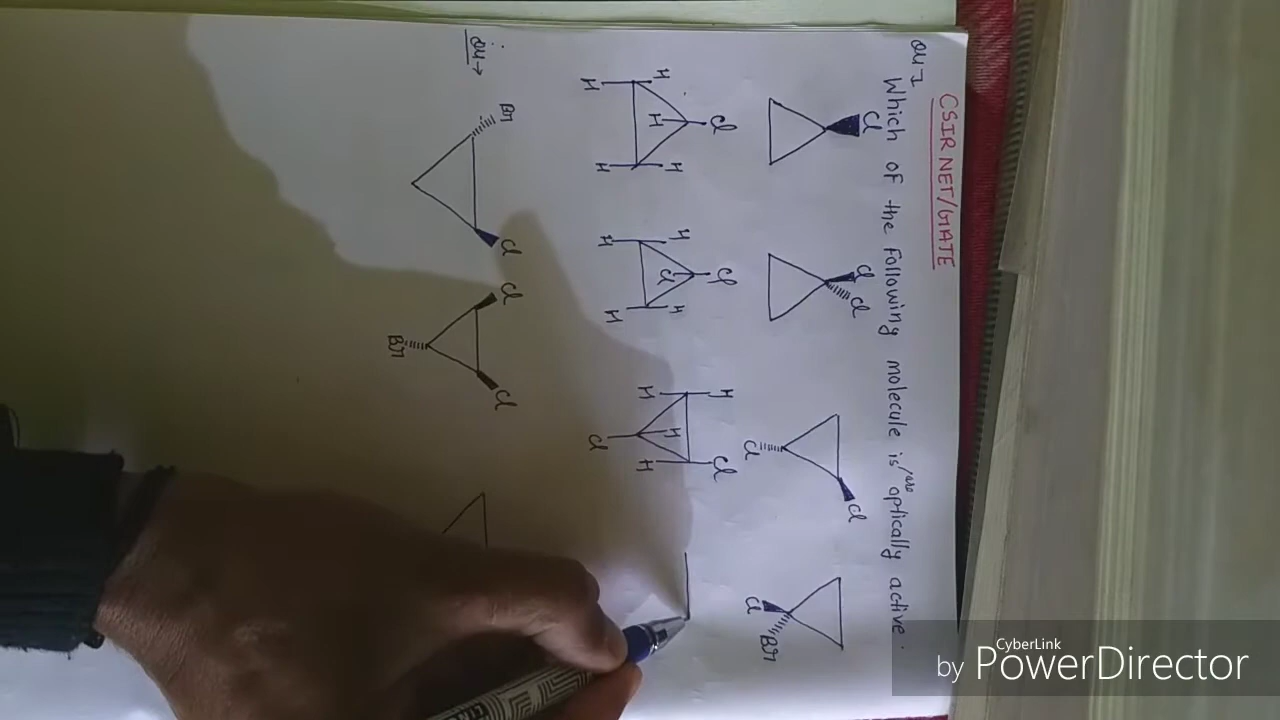 CSIR NET/GATE
Qu-1 Which of the following molecule is/are optically active.
Cl Cl Cl Cl Cl Cl Br
H H H Cl H H
H H Cl Cl H H
H H H H Cl Cl
Qu→ Br Cl Cl Cl Br
CyberLink
by PowerDirector